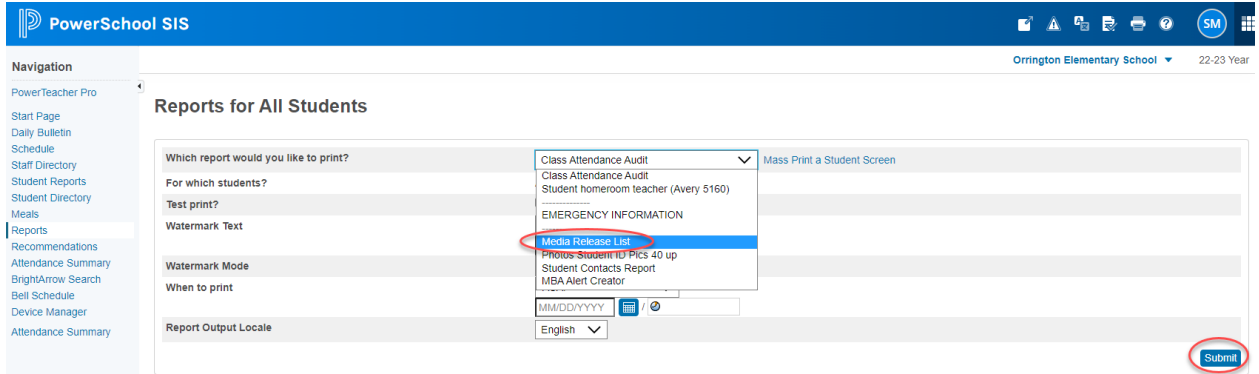 PowerSchool SIS
SM
Navigation
Orrington Elementary School
22-23 Year
PowerTeacher Pro
Start Page
Daily Bulletin
Schedule
Staff Directory
Student Reports
Student Directory
Meals
Reports
Recommendations
Attendance Summary
BrightArrow Search
Bell Schedule
Device Manager
Attendance Summary
Reports for All Students
Which report would you like to print?
Class Attendance Audit
Mass Print a Student Screen
Class Attendance Audit
For which students?
Student homeroom teacher (Avery 5160)
Test print?
--------------
EMERGENCY INFORMATION
Watermark Text
Media Release List
Photos Student ID Pics 40 up
Watermark Mode
Student Contacts Report
MBA Alert Creator
When to print
MM/DD/YYYY
/
Report Output Locale
English
Submit